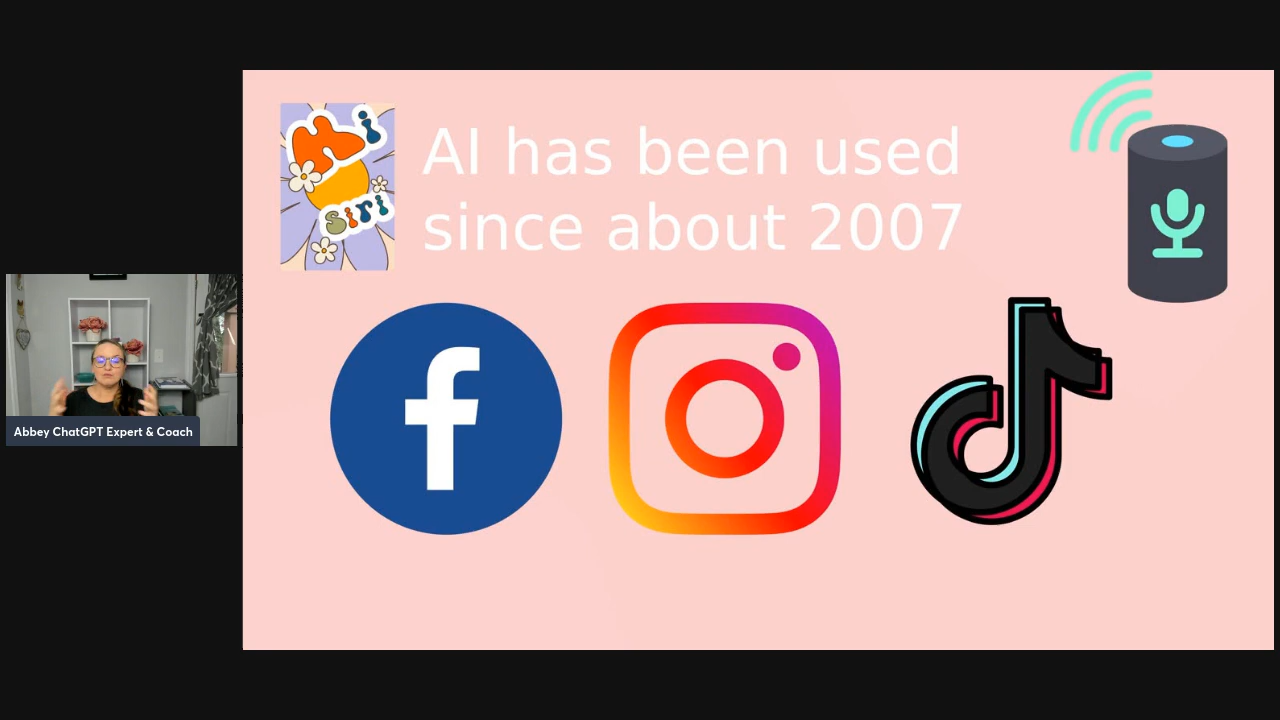 Hi
siri
AI has been used
since about 2007
f
Abbey ChatGPT Expert & Coach